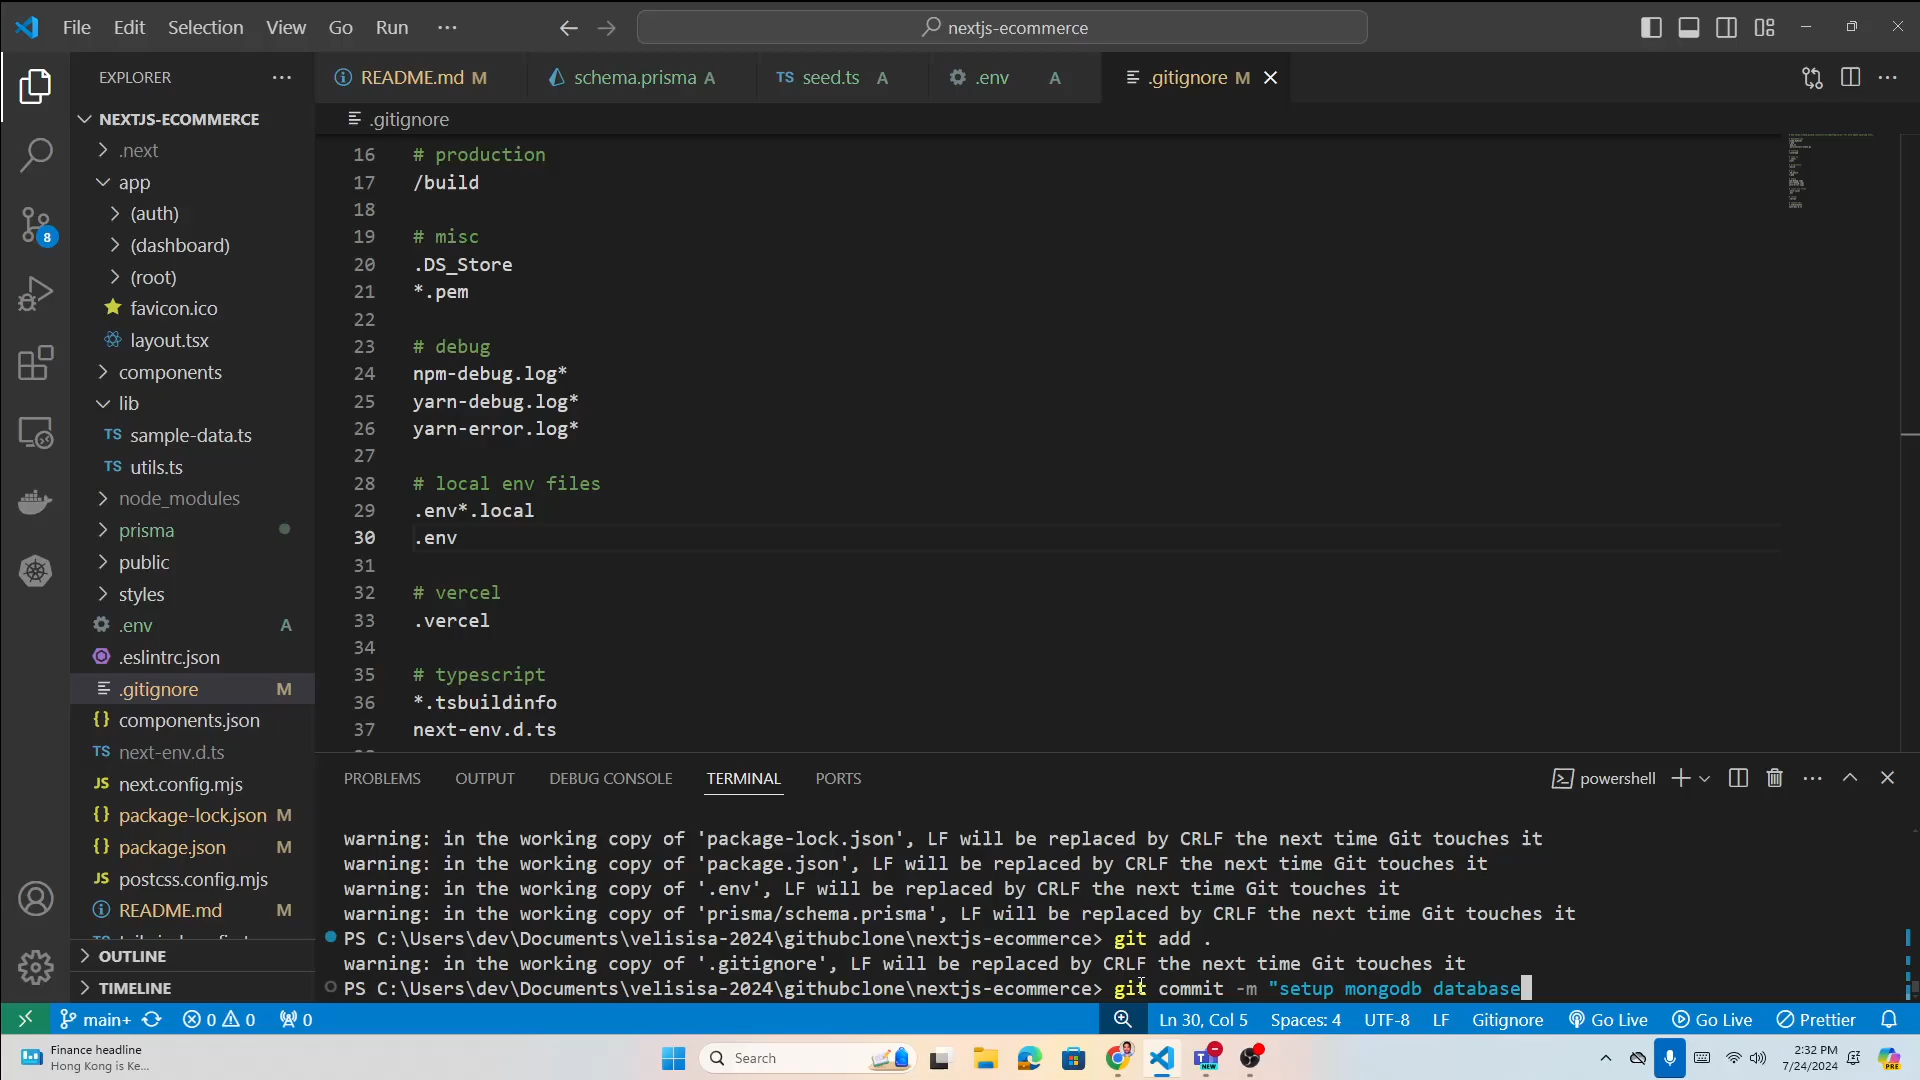 File Edit Selection View Go Run ···
nextjs-ecommerce
EXPLORER ···
README.md M
schema.prisma A
TS seed.ts A
.env A
.gitignore M
NEXTJS-ECOMMERCE
.gitignore
.next
app
(auth)
(dashboard)
(root)
favicon.ico
layout.tsx
components
lib
TS sample-data.ts
TS utils.ts
node_modules
prisma
public
styles
.env A
.eslintrc.json
.gitignore M
{} components.json
TS next-env.d.ts
JS next.config.mjs
{} package-lock.json M
{} package.json M
JS postcss.config.mjs
README.md M
OUTLINE
TIMELINE
8
16 # production
17 /build
18
19 # misc
20 .DS_Store
21 *.pem
22
23 # debug
24 npm-debug.log*
25 yarn-debug.log*
26 yarn-error.log*
27
28 # local env files
29 .env*.local
30 .env
31
32 # vercel
33 .vercel
34
35 # typescript
36 *.tsbuildinfo
37 next-env.d.ts
PROBLEMS OUTPUT DEBUG CONSOLE TERMINAL PORTS
powershell
warning: in the working copy of 'package-lock.json', LF will be replaced by CRLF the next time Git touches it
warning: in the working copy of 'package.json', LF will be replaced by CRLF the next time Git touches it
warning: in the working copy of '.env', LF will be replaced by CRLF the next time Git touches it
warning: in the working copy of 'prisma/schema.prisma', LF will be replaced by CRLF the next time Git touches it
PS C:\Users\dev\Documents\velisisa-2024\githubclone\nextjs-ecommerce> git add .
warning: in the working copy of '.gitignore', LF will be replaced by CRLF the next time Git touches it
PS C:\Users\dev\Documents\velisisa-2024\githubclone\nextjs-ecommerce> git commit -m "setup mongodb database
main+ 0 0 0 Ln 30, Col 5 Spaces: 4 UTF-8 LF Gitignore Go Live Go Live Prettier
Finance headline
Hong Kong is Ke...
Search
NEW
2:32 PM
7/24/2024
PRE